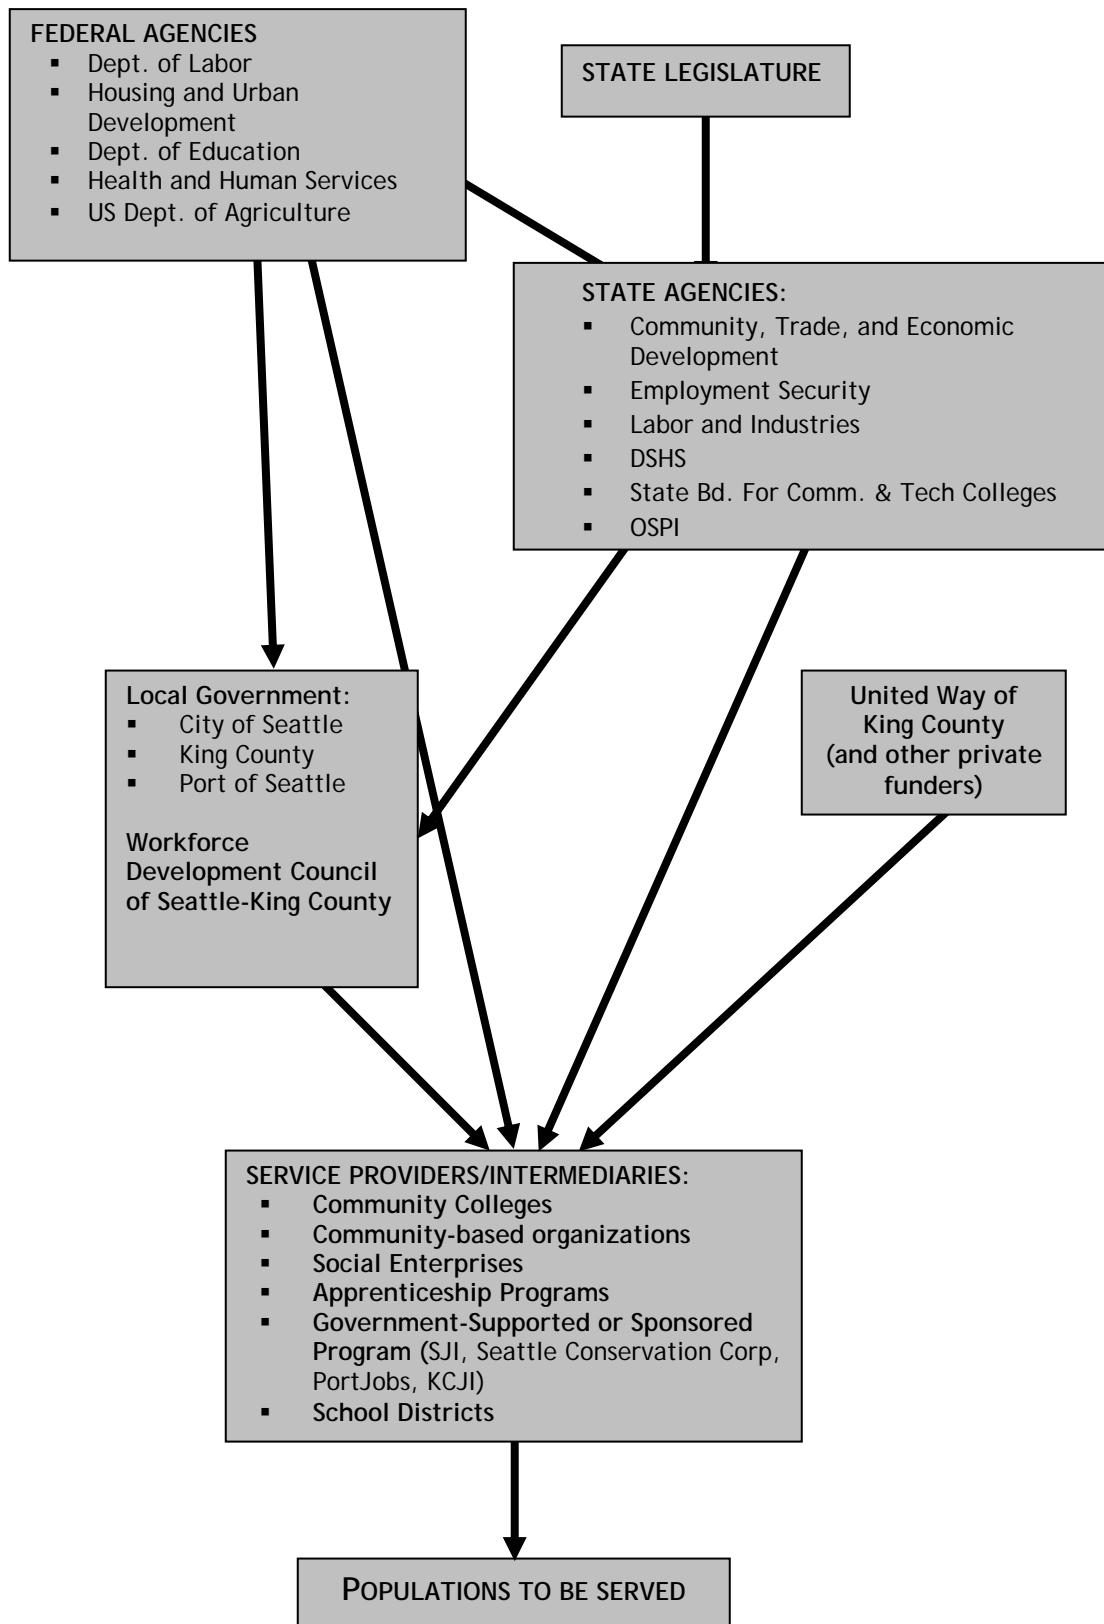 FEDERAL AGENCIES
▪ Dept. of Labor
▪ Housing and Urban
Development
▪ Dept. of Education
▪ Health and Human Services
▪ US Dept. of Agriculture
STATE LEGISLATURE
STATE AGENCIES:
▪ Community, Trade, and Economic
Development
▪ Employment Security
▪ Labor and Industries
▪ DSHS
▪ State Bd. For Comm. & Tech Colleges
▪ OSPI
Local Government:
▪ City of Seattle
▪ King County
▪ Port of Seattle
Workforce
Development Council
of Seattle-King County
United Way of
King County
(and other private
funders)
SERVICE PROVIDERS/INTERMEDIARIES:
▪ Community Colleges
▪ Community-based organizations
▪ Social Enterprises
▪ Apprenticeship Programs
▪ Government-Supported or Sponsored
Program (SJI, Seattle Conservation Corp,
PortJobs, KCJI)
▪ School Districts
POPULATIONS TO BE SERVED